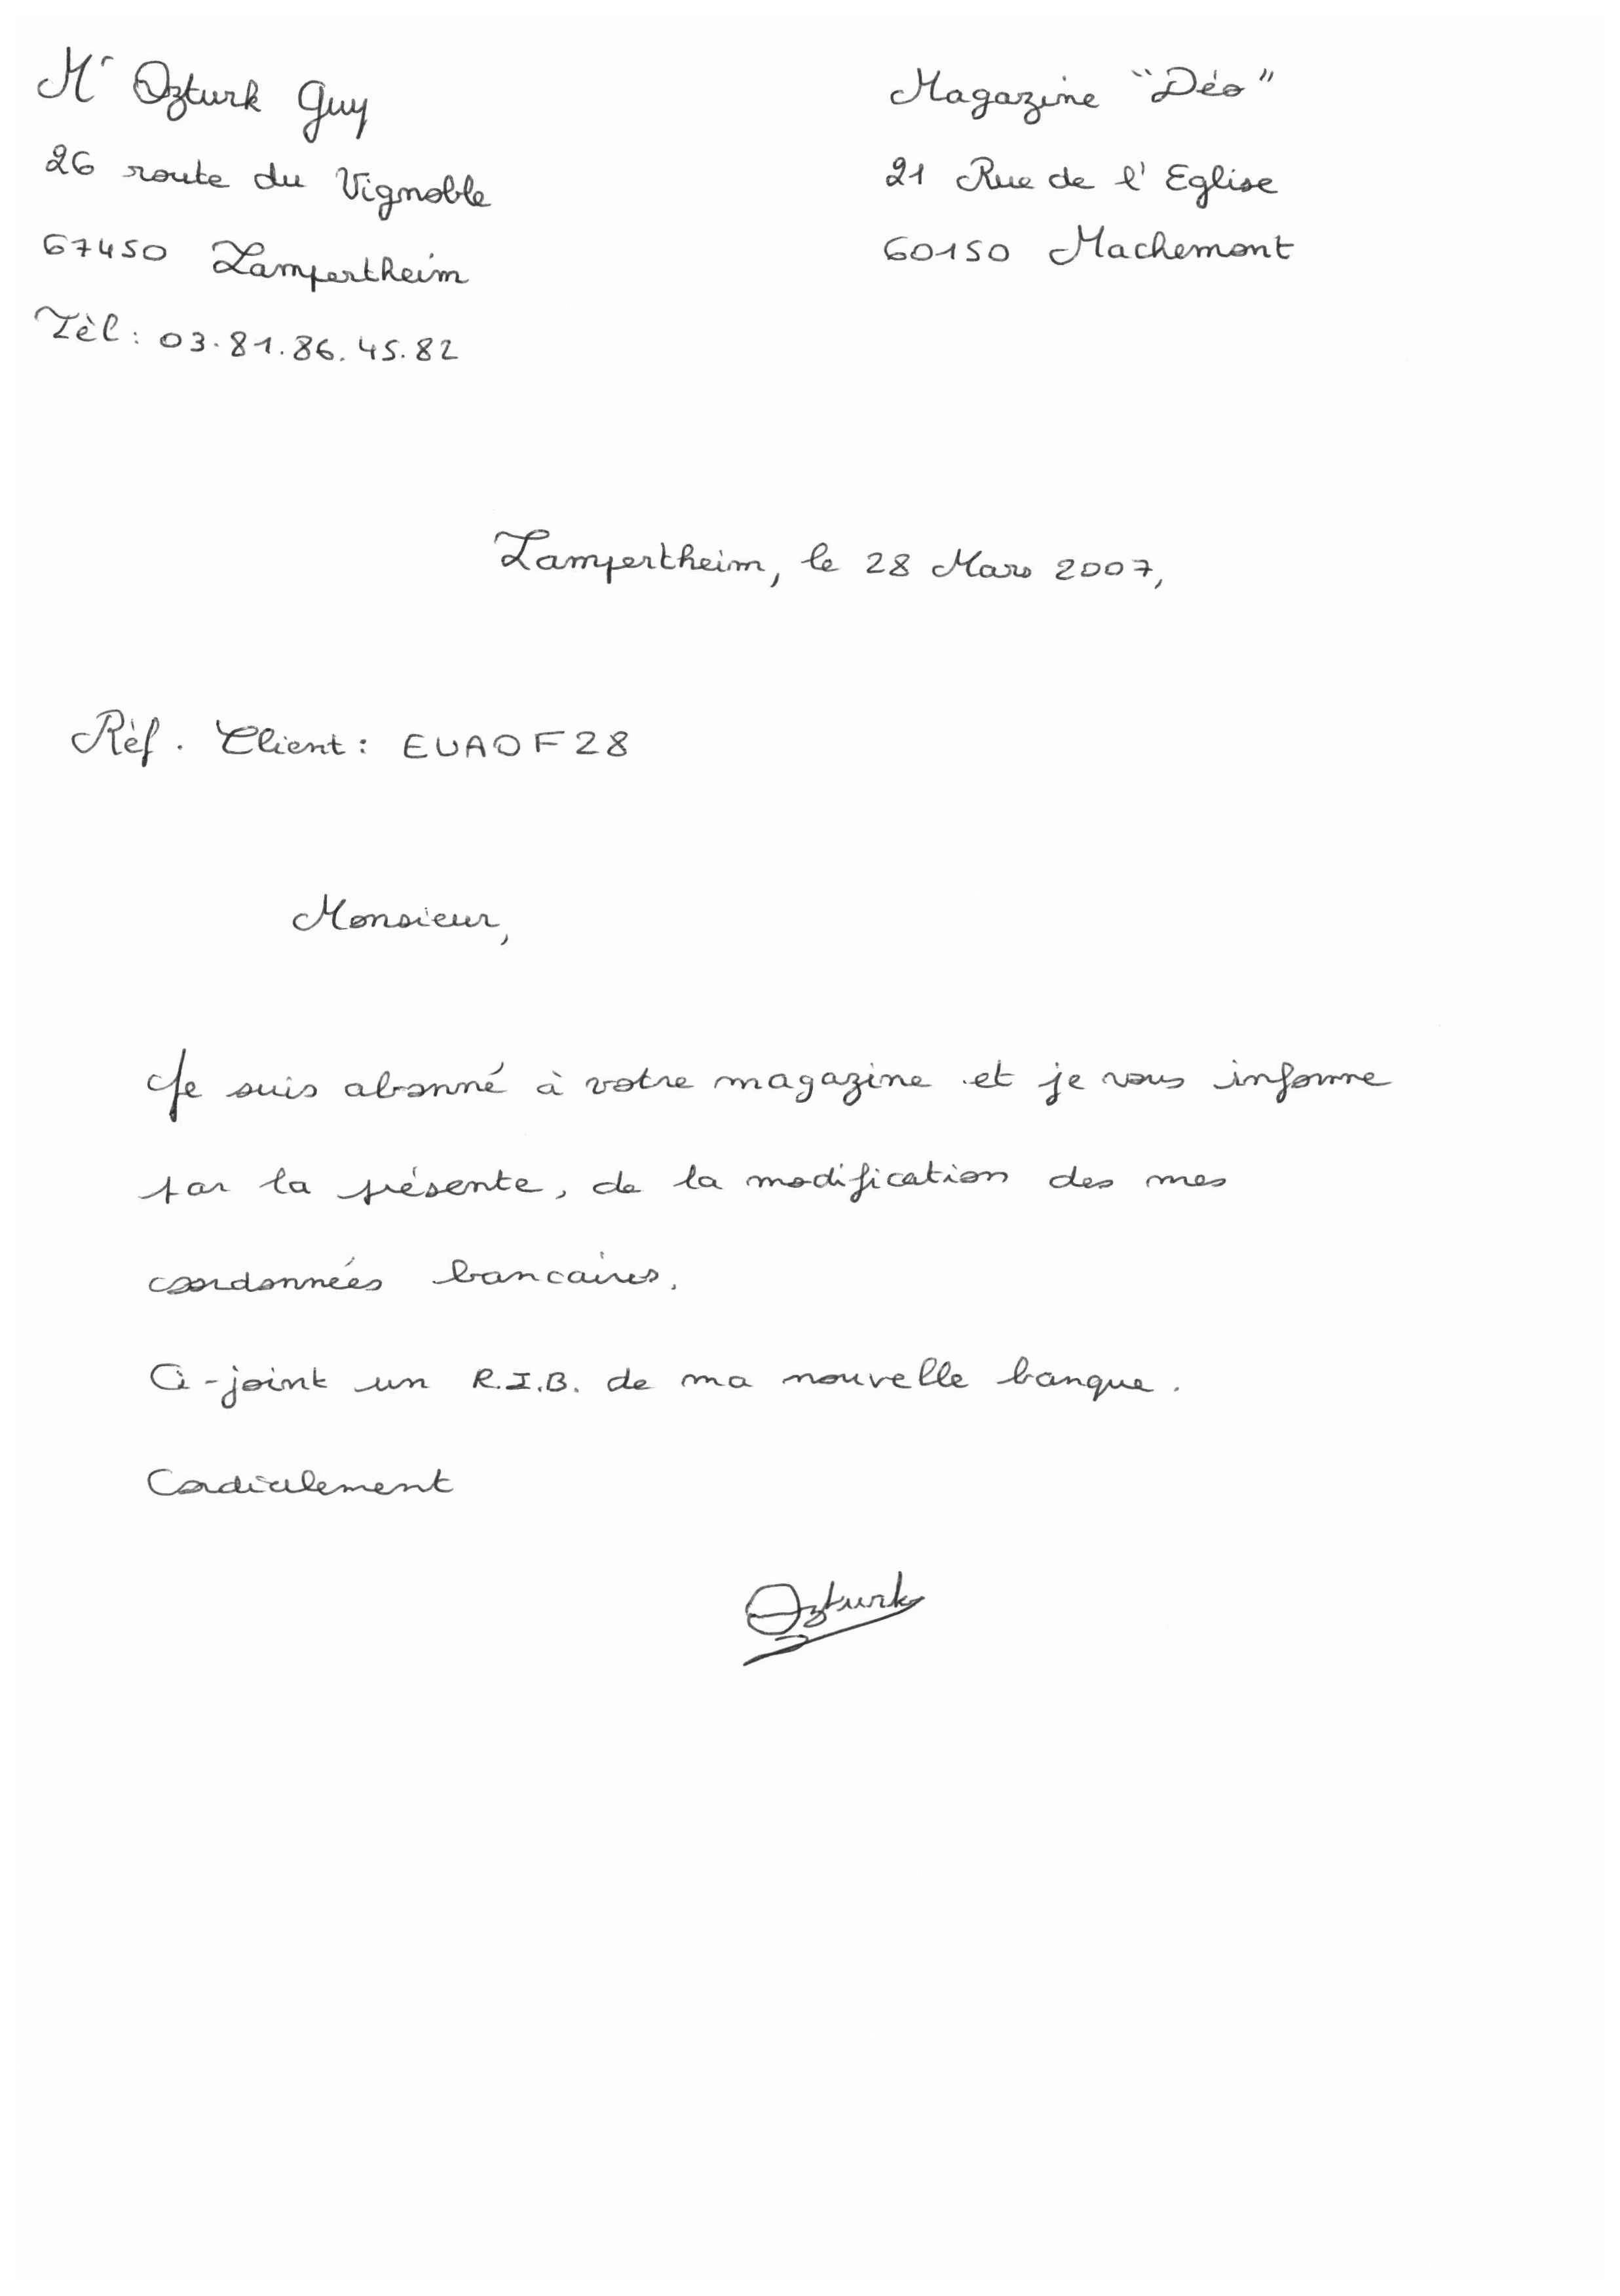 Mr Ozturk Guy
26 route du Vignoble
67450 Lampertheim
Tèl : 03.81.86.45.82
Magazine "Déo"
21 Rue de l'Eglise
60150 Machemont
Lampertheim, le 28 Mars 2007,
Rèf. Client : EUAOF28
Monsieur,
Je suis abonné à votre magazine et je vous informe
par la présente, de la modification des mes
coordonnées bancaires.
Ci-joint un R.I.B. de ma nouvelle banque.
Cordialement
Ozturk